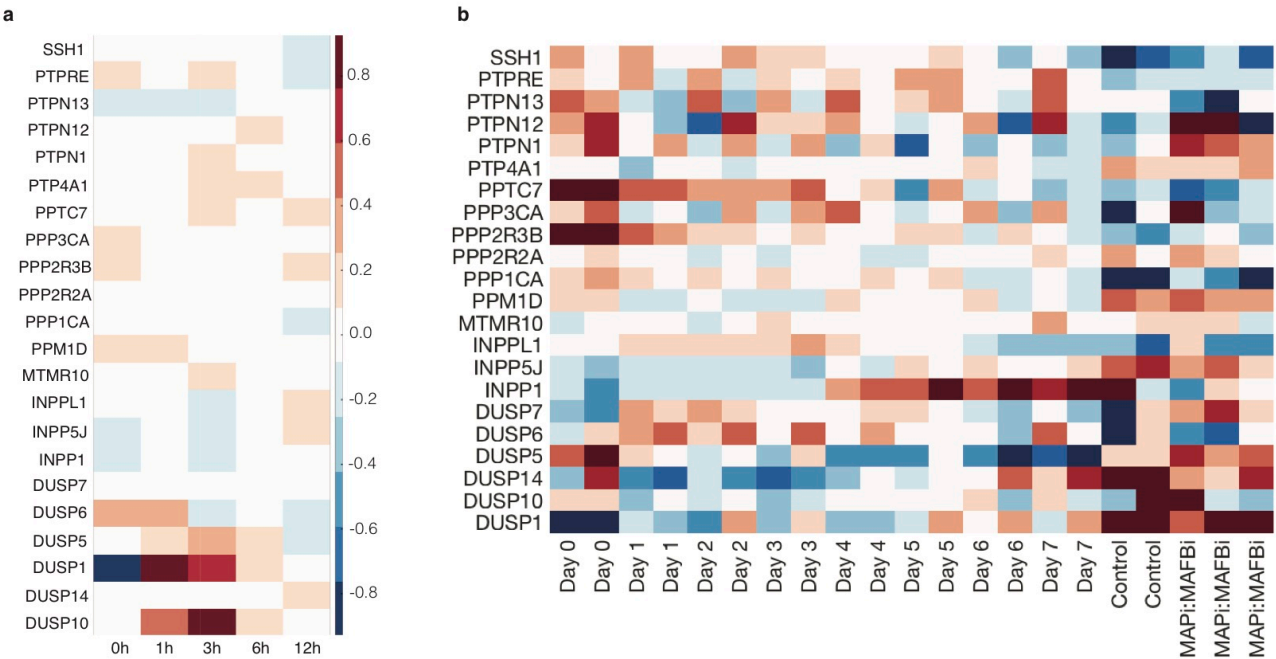 a
SSH1
PTPRE
PTPN13
PTPN12
PTPN1
PTP4A1
PPTC7
PPP3CA
PPP2R3B
PPP2R2A
PPP1CA
PPM1D
MTMR10
INPPL1
INPP5J
INPP1
DUSP7
DUSP6
DUSP5
DUSP1
DUSP14
DUSP10
0h 1h 3h 6h 12h
0.8
0.6
0.4
0.2
0.0
-0.2
-0.4
-0.6
-0.8
b
SSH1
PTPRE
PTPN13
PTPN12
PTPN1
PTP4A1
PPTC7
PPP3CA
PPP2R3B
PPP2R2A
PPP1CA
PPM1D
MTMR10
INPPL1
INPP5J
INPP1
DUSP7
DUSP6
DUSP5
DUSP14
DUSP10
DUSP1
Day 0
Day 0
Day 1
Day 1
Day 2
Day 2
Day 3
Day 3
Day 4
Day 4
Day 5
Day 5
Day 6
Day 6
Day 7
Day 7
Control
Control
MAPi:MAFBi
MAPi:MAFBi
MAPi:MAFBi